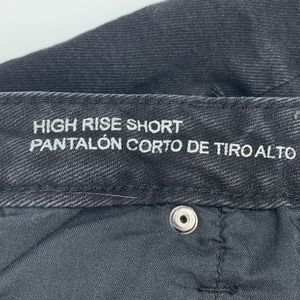 HIGH RISE SHORT
PANTALÓN CORTO DE TIRO ALTO